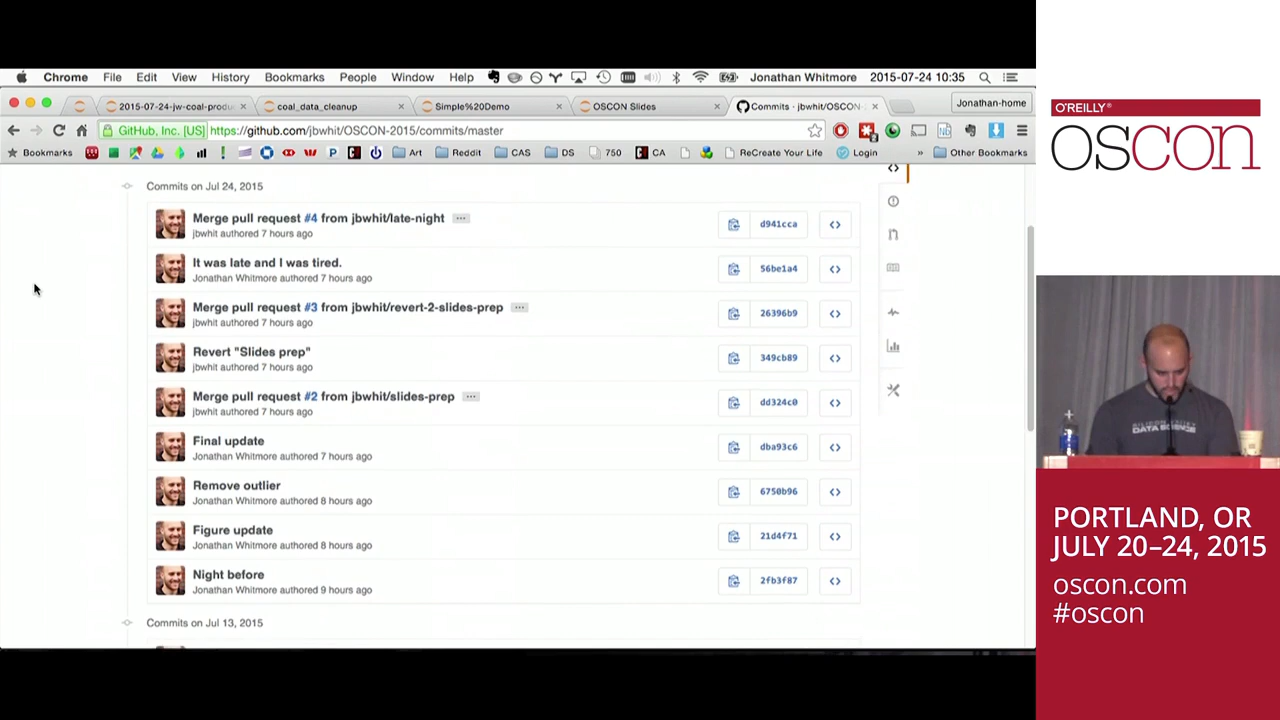 Chrome File Edit View History Bookmarks People Window Help Jonathan Whitmore 2015-07-24 10:35
2015-07-24-jw-coal-produ
coal_data_cleanup
Simple%20Demo
OSCON Slides
Commits · jbwhit/OSCON-
Jonathan-home
GitHub, Inc. [US] https://github.com/jbwhit/OSCON-2015/commits/master
Bookmarks Art Reddit CAS DS 750 CA ReCreate Your Life Login » Other Bookmarks
Commits on Jul 24, 2015
Merge pull request #4 from jbwhit/late-night ...
jbwhit authored 7 hours ago
d941cca
It was late and I was tired.
Jonathan Whitmore authored 7 hours ago
56be1a4
Merge pull request #3 from jbwhit/revert-2-slides-prep ...
jbwhit authored 7 hours ago
26396b9
Revert "Slides prep"
jbwhit authored 7 hours ago
349cb89
Merge pull request #2 from jbwhit/slides-prep ...
jbwhit authored 7 hours ago
dd324c0
Final update
Jonathan Whitmore authored 7 hours ago
dba93c6
Remove outlier
Jonathan Whitmore authored 8 hours ago
6750b96
Figure update
Jonathan Whitmore authored 8 hours ago
21d4f71
Night before
Jonathan Whitmore authored 9 hours ago
2fb3f87
Commits on Jul 13, 2015
O'REILLY®
OSCON
SILICON VALLEY
DATA SCIENCE
PORTLAND, OR
JULY 20–24, 2015
oscon.com
#oscon